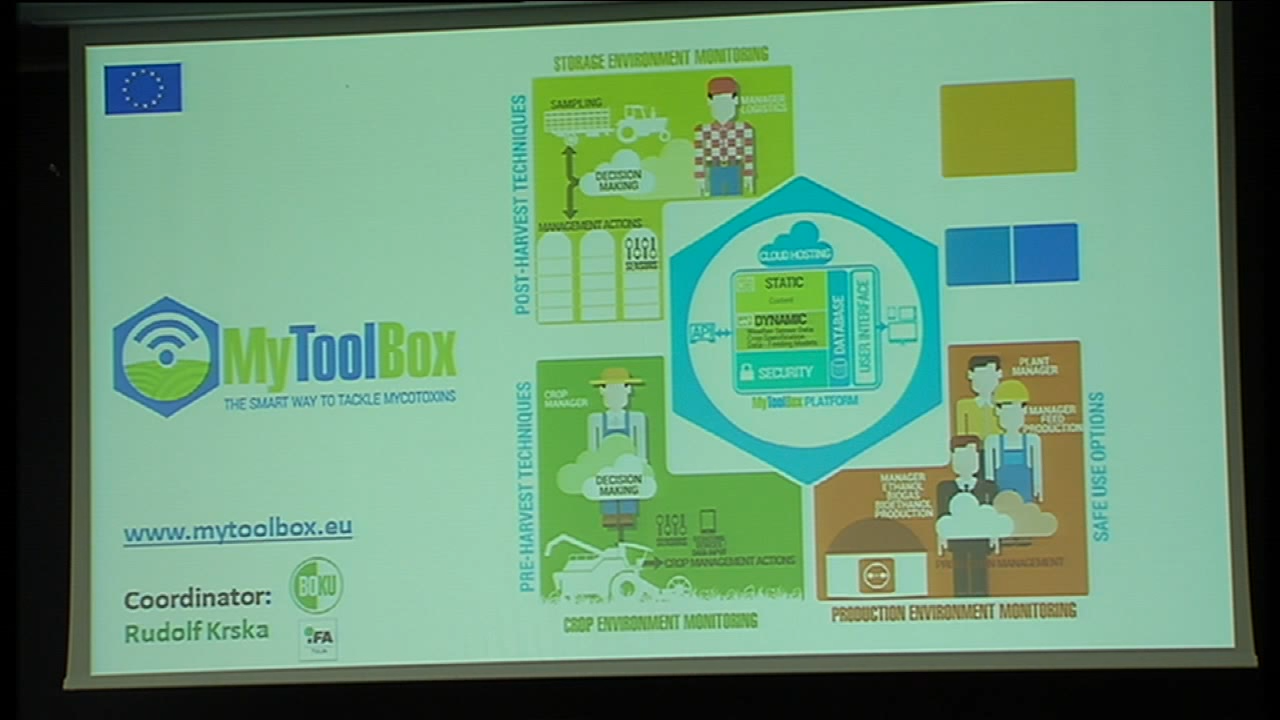 STORAGE ENVIRONMENT MONITORING
POST-HARVEST TECHNIQUES
SAMPLING
MANAGER
LOGISTICS
DECISION
MAKING
MANAGEMENT ACTIONS
SENSORS
CLOUD HOSTING
STATIC
Content
DYNAMIC
API
DATABASE
USER INTERFACE
SECURITY
MyToolBox PLATFORM
MyToolBox
THE SMART WAY TO TACKLE MYCOTOXINS
PRE-HARVEST TECHNIQUES
CROP
MANAGER
DECISION
MAKING
CROP MANAGEMENT ACTIONS
CROP ENVIRONMENT MONITORING
PLANT
MANAGER
MANAGER
FEED
PRODUCTION
MANAGER
ETHANOL
BIOGAS
BIOETHANOL
PRODUCTION
MANAGEMENT
SAFE USE OPTIONS
PRODUCTION ENVIRONMENT MONITORING
www.mytoolbox.eu
Coordinator:
Rudolf Krska
BOKU
IFA